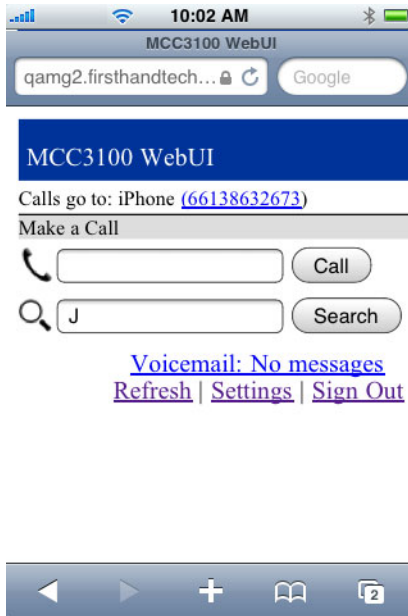 10:02 AM
MCC3100 WebUI
qamg2.firsthandtech...
Google
MCC3100 WebUI
Calls go to: iPhone (66138632673)
Make a Call
Call
J
Search
Voicemail: No messages
Refresh | Settings | Sign Out
2